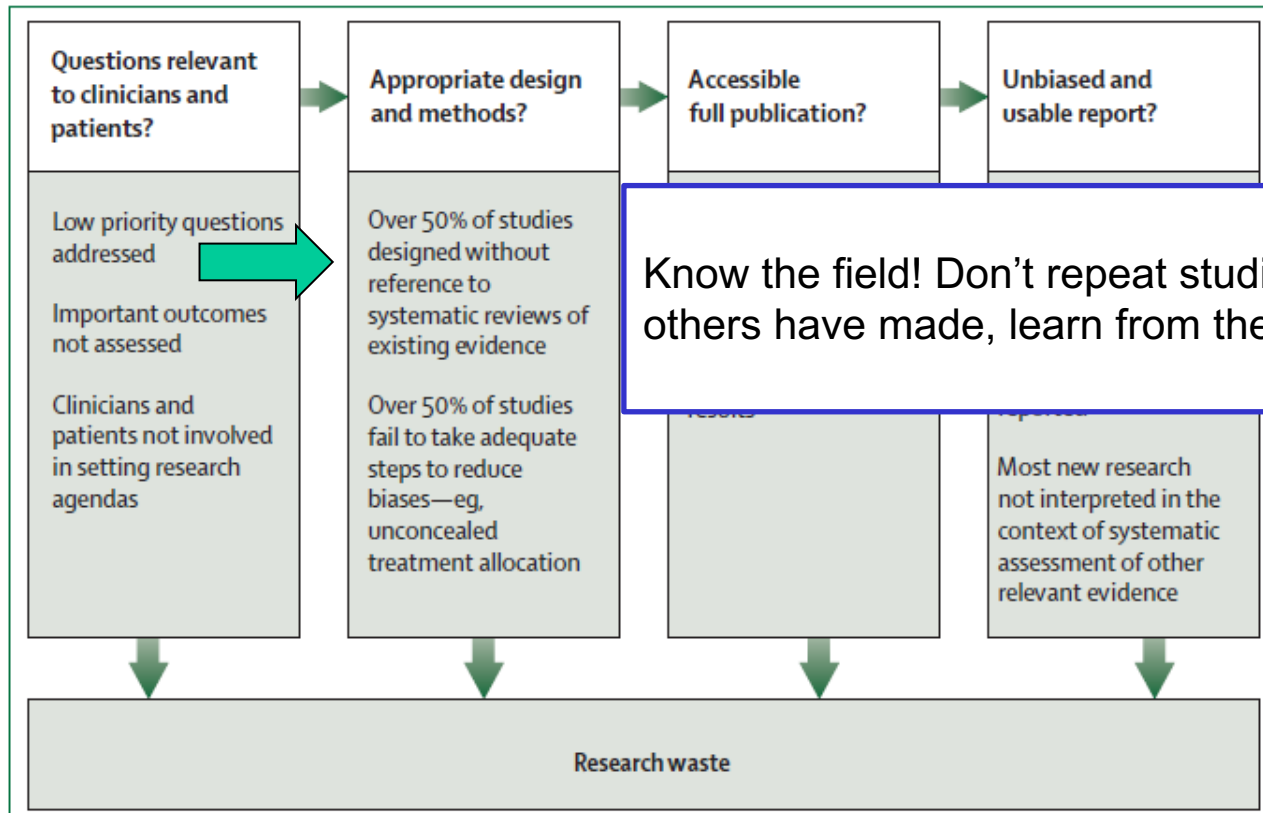 Questions relevant
to clinicians and
patients?
Appropriate design
and methods?
Accessible
full publication?
Unbiased and
usable report?
Low priority questions
addressed
Important outcomes
not assessed
Clinicians and
patients not involved
in setting research
agendas
Over 50% of studies
designed without
reference to
systematic reviews of
existing evidence
Over 50% of studies
fail to take adequate
steps to reduce
biases—eg,
unconcealed
treatment allocation
Know the field! Don’t repeat studi
others have made, learn from the
results
reported
Most new research
not interpreted in the
context of systematic
assessment of other
relevant evidence
Research waste